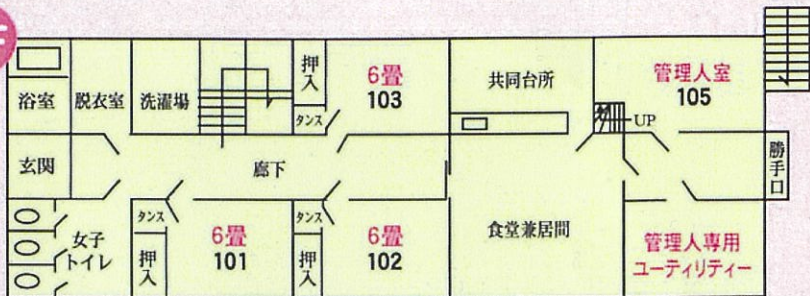 浴室
脱衣室
洗濯場
押入
タンス
6畳
103
共同台所
管理人室
105
UP
玄関
廊下
勝手口
女子
トイレ
タンス
押入
6畳
101
タンス
押入
6畳
102
食堂兼居間
管理人専用
ユーティリティー